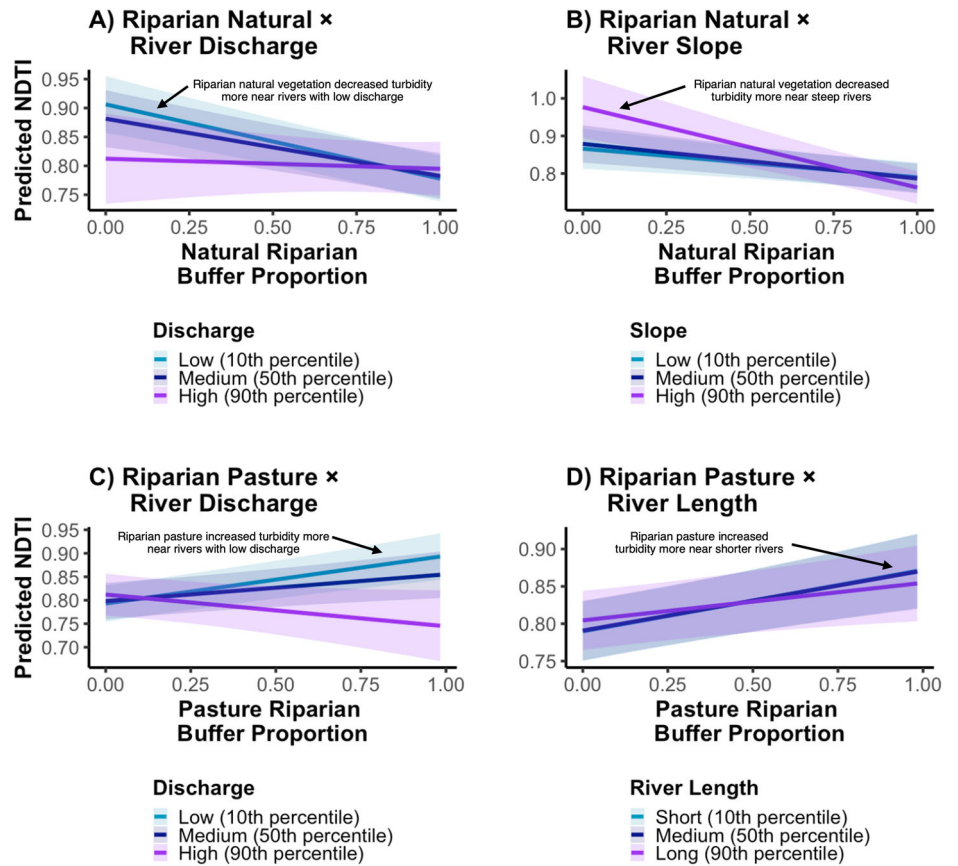 A) Riparian Natural ×
River Discharge
Predicted NDTI
0.95
0.90
0.85
0.80
0.75
Riparian natural vegetation decreased turbidity
more near rivers with low discharge
0.00
0.25
0.50
0.75
1.00
Natural Riparian
Buffer Proportion
Discharge
Low (10th percentile)
Medium (50th percentile)
High (90th percentile)
B) Riparian Natural ×
River Slope
1.0
0.9
0.8
Riparian natural vegetation decreased
turbidity more near steep rivers
0.00
0.25
0.50
0.75
1.00
Natural Riparian
Buffer Proportion
Slope
Low (10th percentile)
Medium (50th percentile)
High (90th percentile)
C) Riparian Pasture ×
River Discharge
Predicted NDTI
0.95
0.90
0.85
0.80
0.75
0.70
Riparian pasture increased turbidity more
near rivers with low discharge
0.00
0.25
0.50
0.75
1.00
Pasture Riparian
Buffer Proportion
Discharge
Low (10th percentile)
Medium (50th percentile)
High (90th percentile)
D) Riparian Pasture ×
River Length
0.90
0.85
0.80
0.75
Riparian pasture increased
turbidity more near shorter rivers
0.00
0.25
0.50
0.75
1.00
Pasture Riparian
Buffer Proportion
River Length
Short (10th percentile)
Medium (50th percentile)
Long (90th percentile)